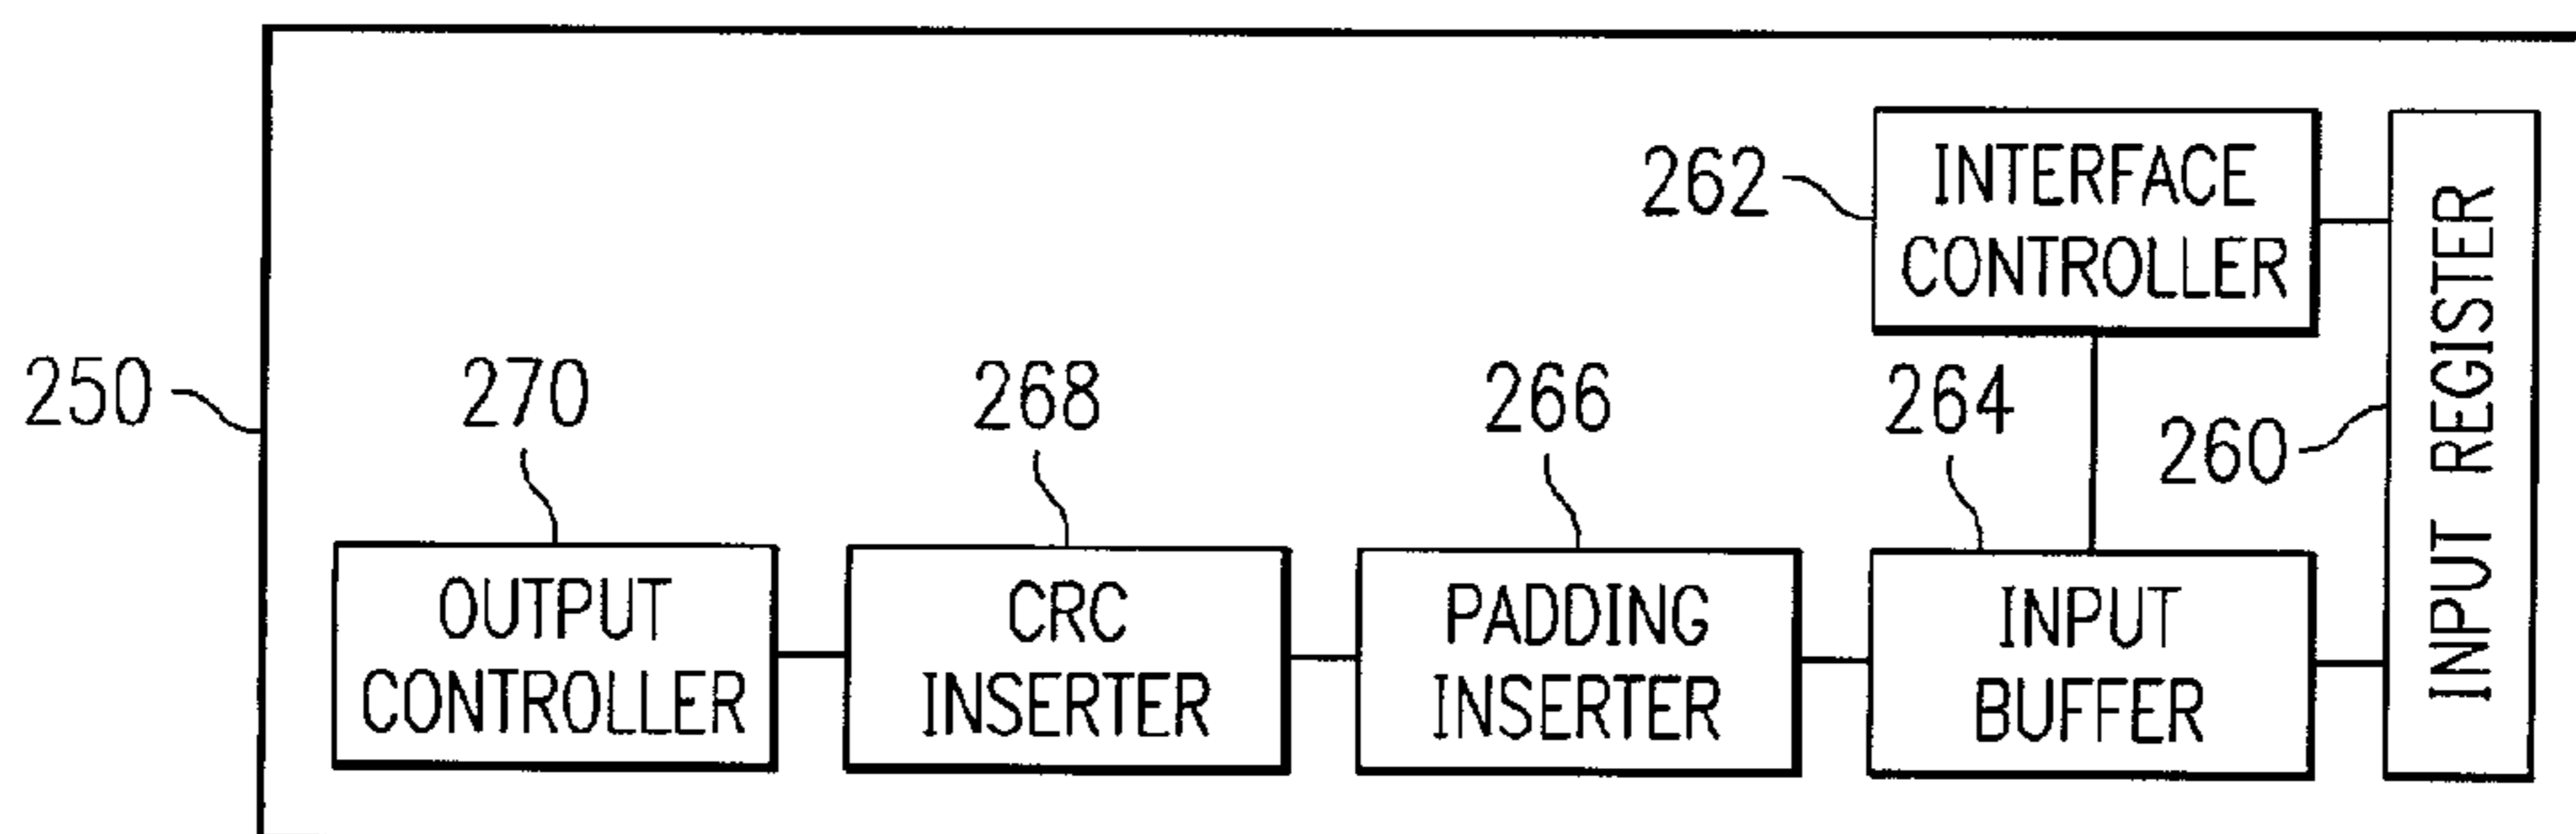 262
INTERFACE
CONTROLLER
INPUT REGISTER
250
270
268
266
264
260
OUTPUT
CONTROLLER
CRC
INSERTER
PADDING
INSERTER
INPUT
BUFFER